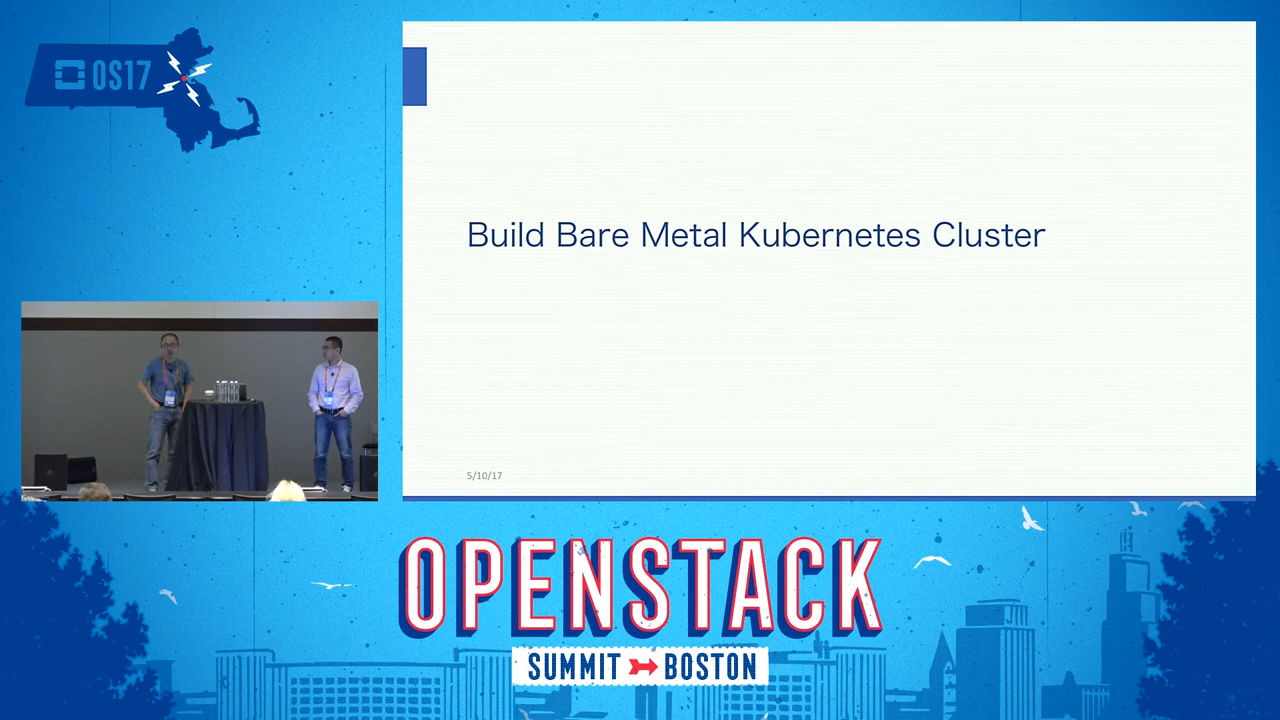 OS17
Build Bare Metal Kubernetes Cluster
5/10/17
OPENSTACK
SUMMIT BOSTON